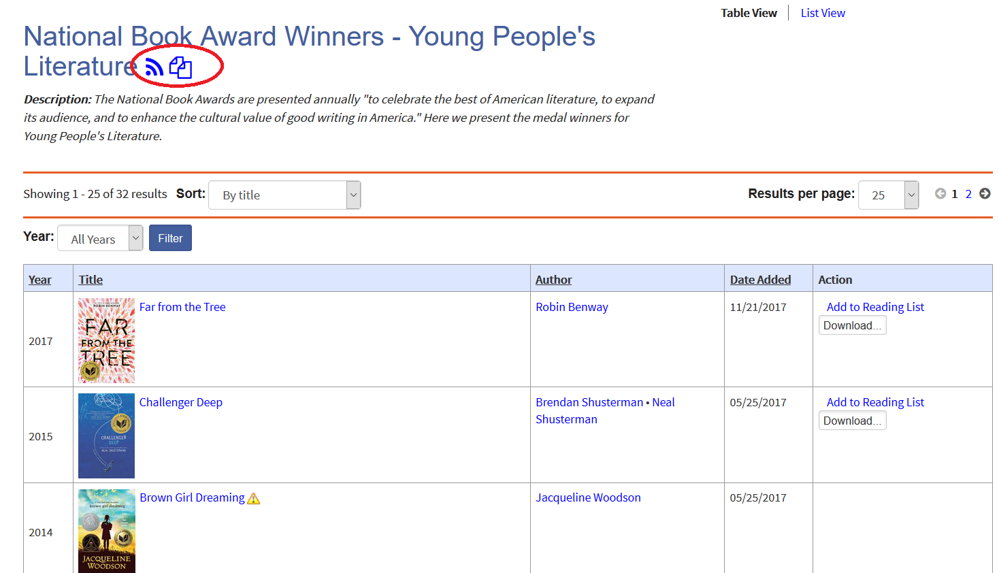 Table View
List View
National Book Award Winners - Young People's
Literature
Description: The National Book Awards are presented annually "to celebrate the best of American literature, to expand
its audience, and to enhance the cultural value of good writing in America." Here we present the medal winners for
Young People's Literature.
Showing 1 - 25 of 32 results Sort: By title
Results per page: 25 1 2
Year: All Years Filter
Year Title Author Date Added Action
2017
ROBIN BENWAY
FAR
FROM THE
TREE
Far from the Tree
Robin Benway
11/21/2017
Add to Reading List
Download...
2015
CHALLENGER
DEEP
NEAL SHUSTERMAN
Challenger Deep
Brendan Shusterman • Neal
Shusterman
05/25/2017
Add to Reading List
Download...
2014
brown girl dreaming
JACQUELINE
WOODSON
Brown Girl Dreaming
Jacqueline Woodson
05/25/2017